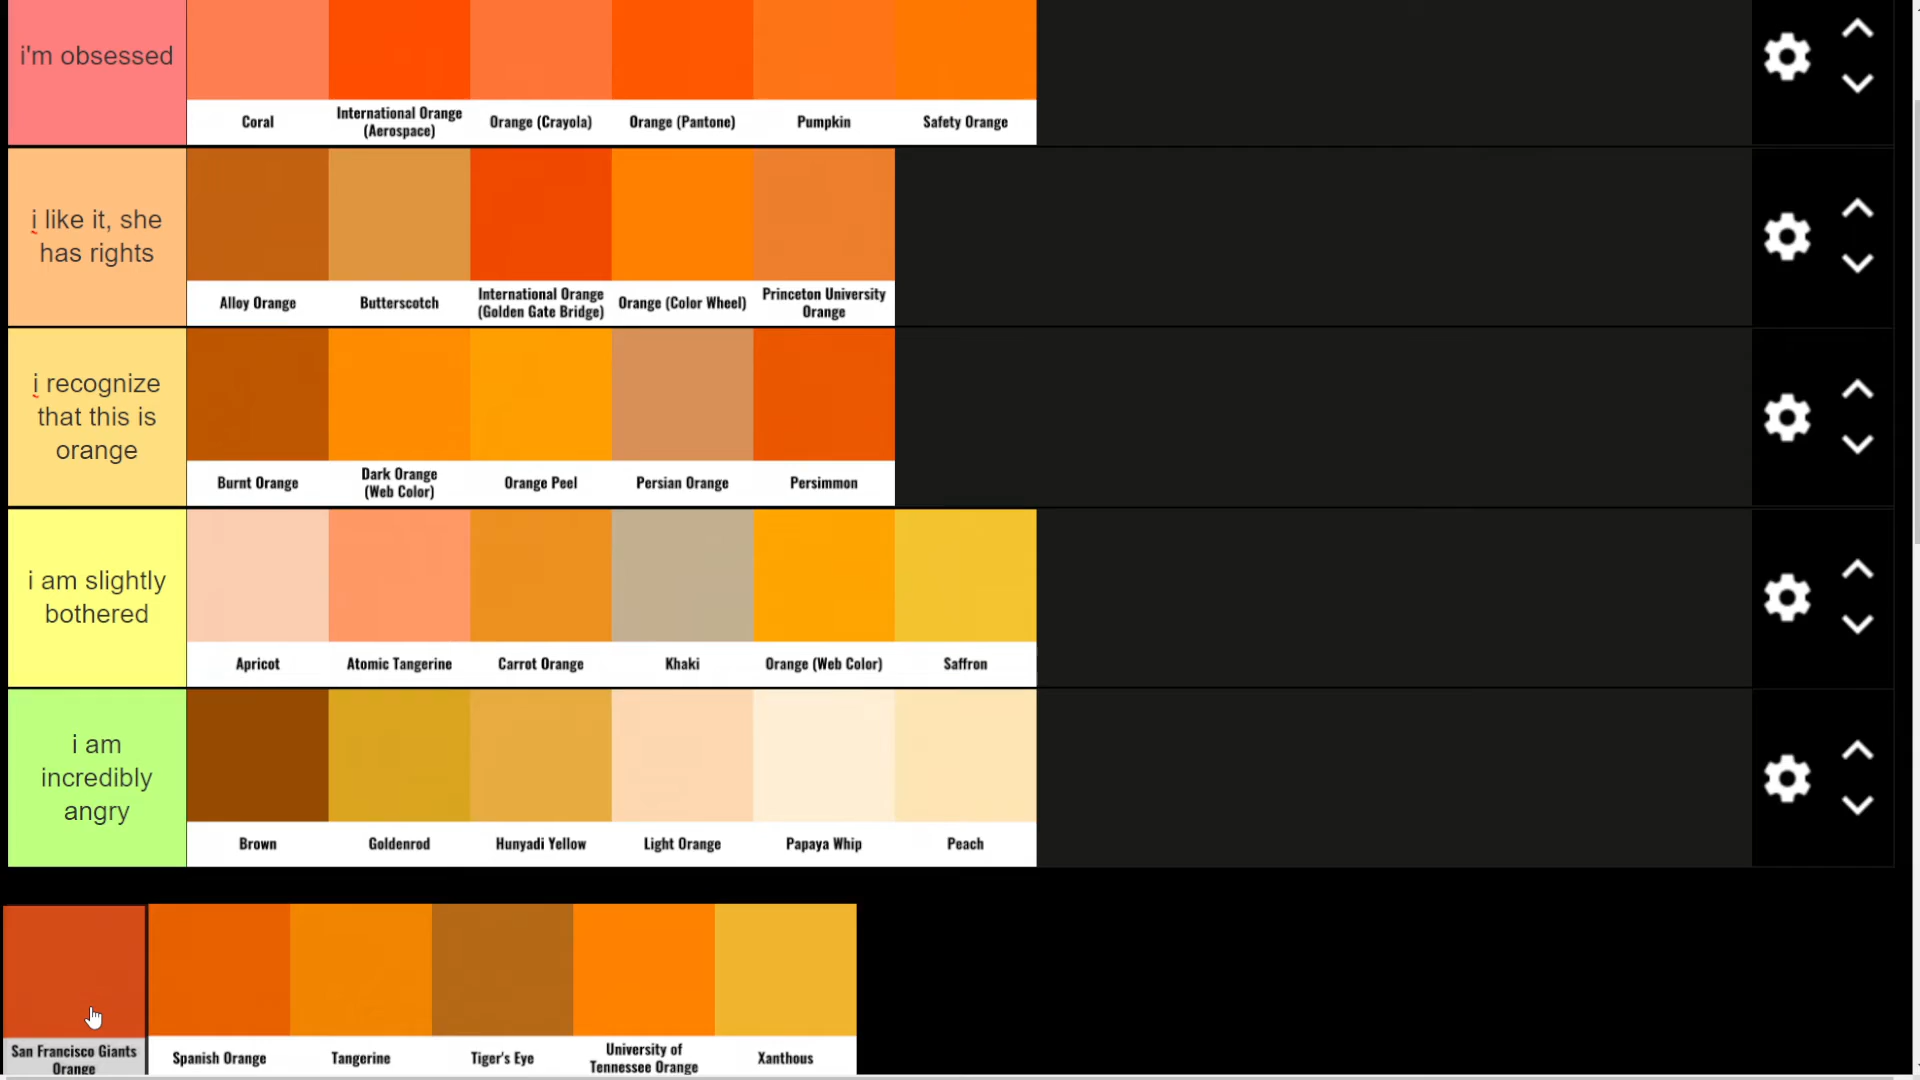 i'm obsessed
Coral
International Orange
(Aerospace)
Orange (Crayola)
Orange (Pantone)
Pumpkin
Safety Orange
i like it, she
has rights
Alloy Orange
Butterscotch
International Orange
(Golden Gate Bridge)
Orange (Color Wheel)
Princeton University
Orange
i recognize
that this is
orange
Burnt Orange
Dark Orange
(Web Color)
Orange Peel
Persian Orange
Persimmon
i am slightly
bothered
Apricot
Atomic Tangerine
Carrot Orange
Khaki
Orange (Web Color)
Saffron
i am
incredibly
angry
Brown
Goldenrod
Hunyadi Yellow
Light Orange
Papaya Whip
Peach
San Francisco Giants
Orange
Spanish Orange
Tangerine
Tiger's Eye
University of
Tennessee Orange
Xanthous